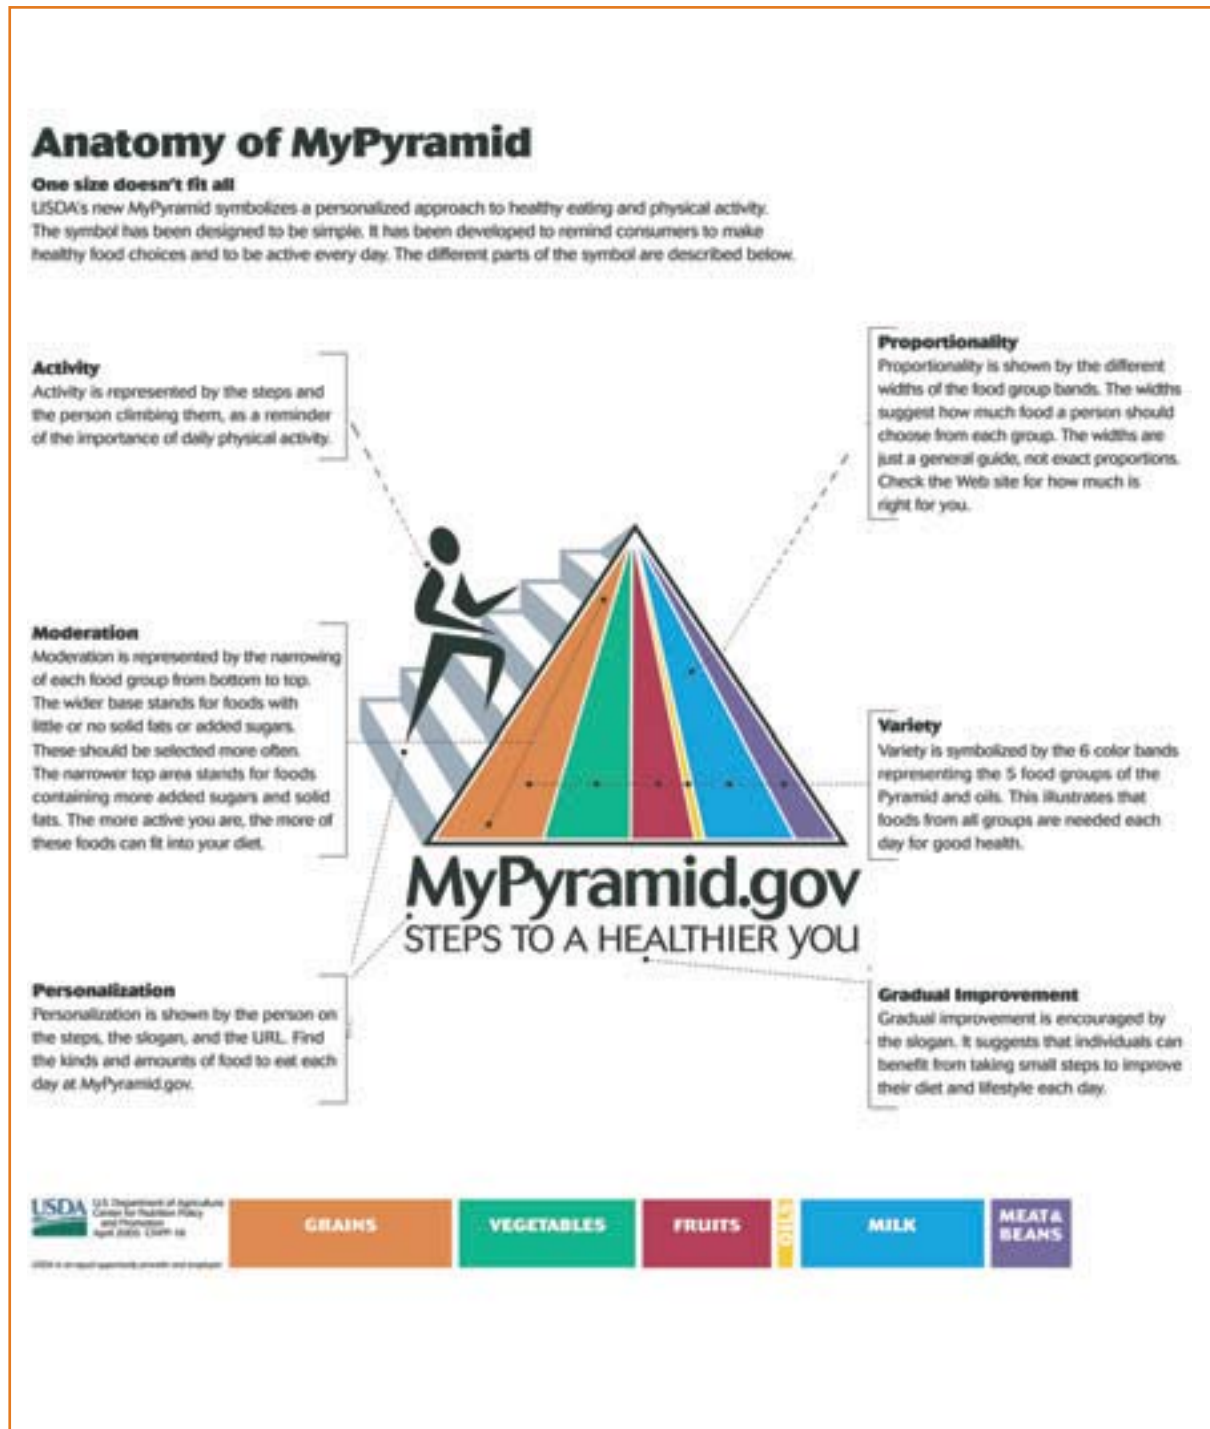 Anatomy of MyPyramid
One size doesn't fit all
USDA's new MyPyramid symbolizes a personalized approach to healthy eating and physical activity.
The symbol has been designed to be simple. It has been developed to remind consumers to make
healthy food choices and to be active every day. The different parts of the symbol are described below.
Activity
Activity is represented by the steps and
the person climbing them, as a reminder
of the importance of daily physical activity.
Moderation
Moderation is represented by the narrowing
of each food group from bottom to top.
The wider base stands for foods with
little or no solid fats or added sugars.
These should be selected more often.
The narrower top area stands for foods
containing more added sugars and solid
fats. The more active you are, the more of
these foods can fit into your diet.
Personalization
Personalization is shown by the person on
the steps, the slogan, and the URL. Find
the kinds and amounts of food to eat each
day at MyPyramid.gov.
Proportionality
Proportionality is shown by the different
widths of the food group bands. The widths
suggest how much food a person should
choose from each group. The widths are
just a general guide, not exact proportions.
Check the Web site for how much is
right for you.
Variety
Variety is symbolized by the 6 color bands
representing the 5 food groups of the
Pyramid and oils. This illustrates that
foods from all groups are needed each
day for good health.
Gradual Improvement
Gradual improvement is encouraged by
the slogan. It suggests that individuals can
benefit from taking small steps to improve
their diet and lifestyle each day.
MyPyramid.gov
STEPS TO A HEALTHIER YOU
USDA
U.S. Department of Agriculture
Center for Nutrition Policy
and Promotion
April 2005 CNPP-16
USDA is an equal opportunity provider and employer.
GRAINS
VEGETABLES
FRUITS
OILS
MILK
MEAT &
BEANS